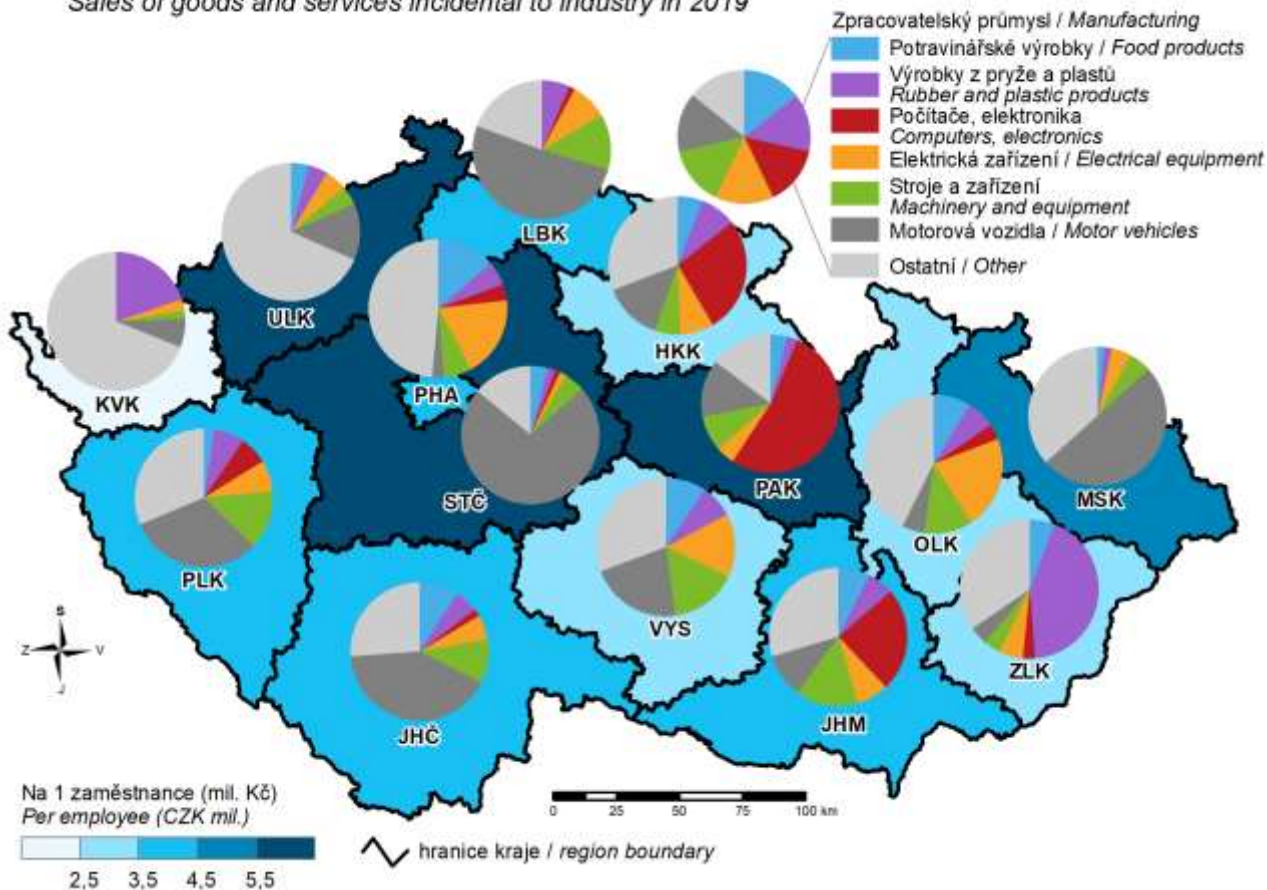 Sales of goods and services incidental to industry in 2019
Zpracovatelský průmysl / Manufacturing
Potravinářské výrobky / Food products
Výrobky z pryže a plastů
Rubber and plastic products
Počítače, elektronika
Computers, electronics
Elektrická zařízení / Electrical equipment
Stroje a zařízení
Machinery and equipment
Motorová vozidla / Motor vehicles
Ostatní / Other
LBK
ULK
HKK
KVK
PHA
PAK
MSK
STČ
OLK
PLK
VYS
ZLK
JHČ
JHM
S
Z V
J
Na 1 zaměstnance (mil. Kč)
Per employee (CZK mil.)
2,5 3,5 4,5 5,5
hranice kraje / region boundary
0 25 50 75 100 km